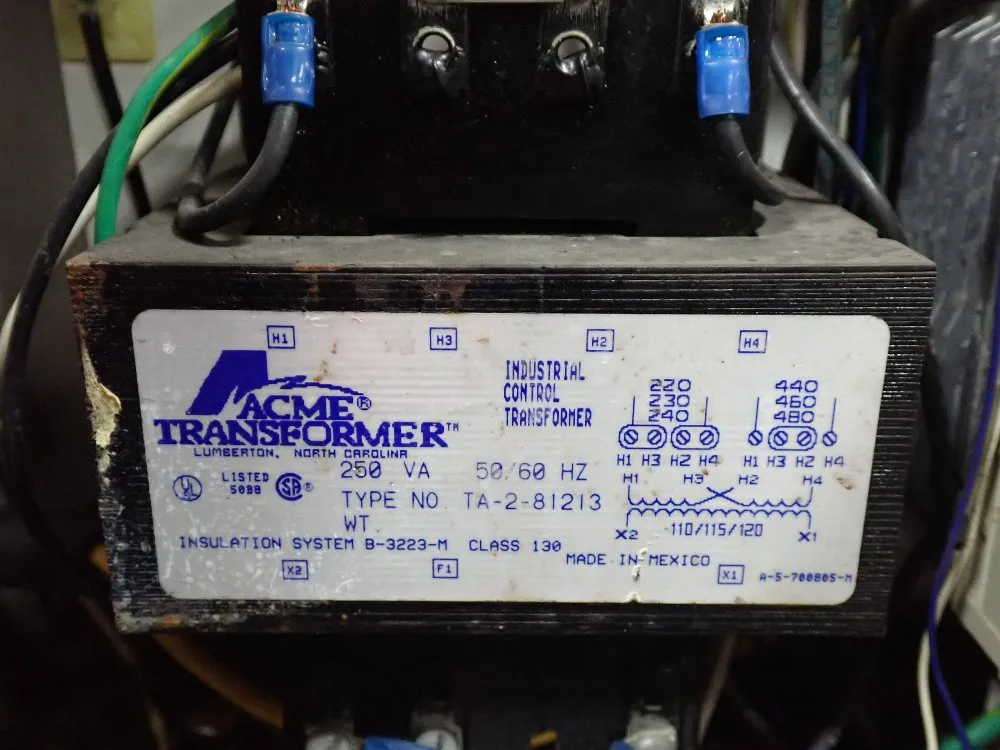 H1 H3 H2 H4
ACME®
TRANSFORMER™
LUMBERTON, NORTH CAROLINA
INDUSTRIAL
CONTROL
TRANSFORMER
220
230
240
H1 H3 H2 H4
440
460
480
H1 H3 H2 H4
UL LISTED
50BB
SA®
250 VA 50/60 HZ
TYPE NO. TA-2-81213
WT.
INSULATION SYSTEM B-3223-M CLASS 130
H1 H3 H2 H4
X2 110/115/120 X1
MADE IN MEXICO
X2 F1 X1 A-5-700805-M